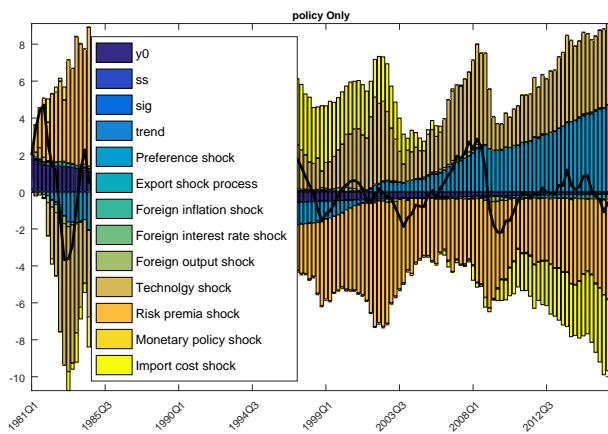 policy Only
8
6
4
2
0
-2
-4
-6
-8
-10
y0
ss
sig
trend
Preference shock
Export shock process
Foreign inflation shock
Foreign interest rate shock
Foreign output shock
Technolgy shock
Risk premia shock
Monetary policy shock
Import cost shock
1981Q1
1985Q3
1990Q1
1994Q3
1999Q1
2003Q3
2008Q1
2012Q3